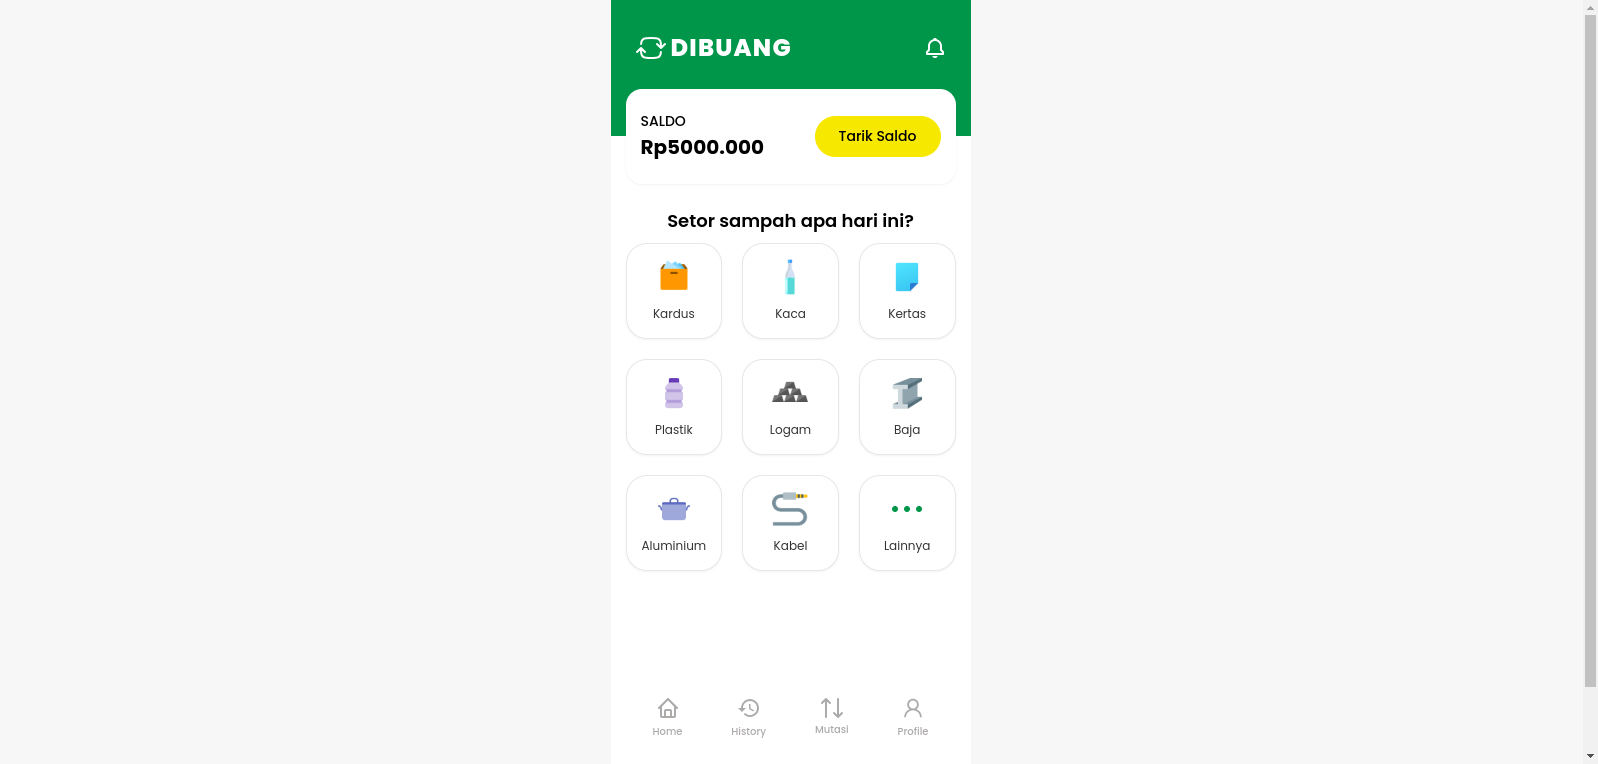 DIBUANG
SALDO
Rp5000.000
Tarik Saldo
Setor sampah apa hari ini?
Kardus
Kaca
Kertas
Plastik
Logam
Baja
Aluminium
Kabel
Lainnya
Home
History
Mutasi
Profile